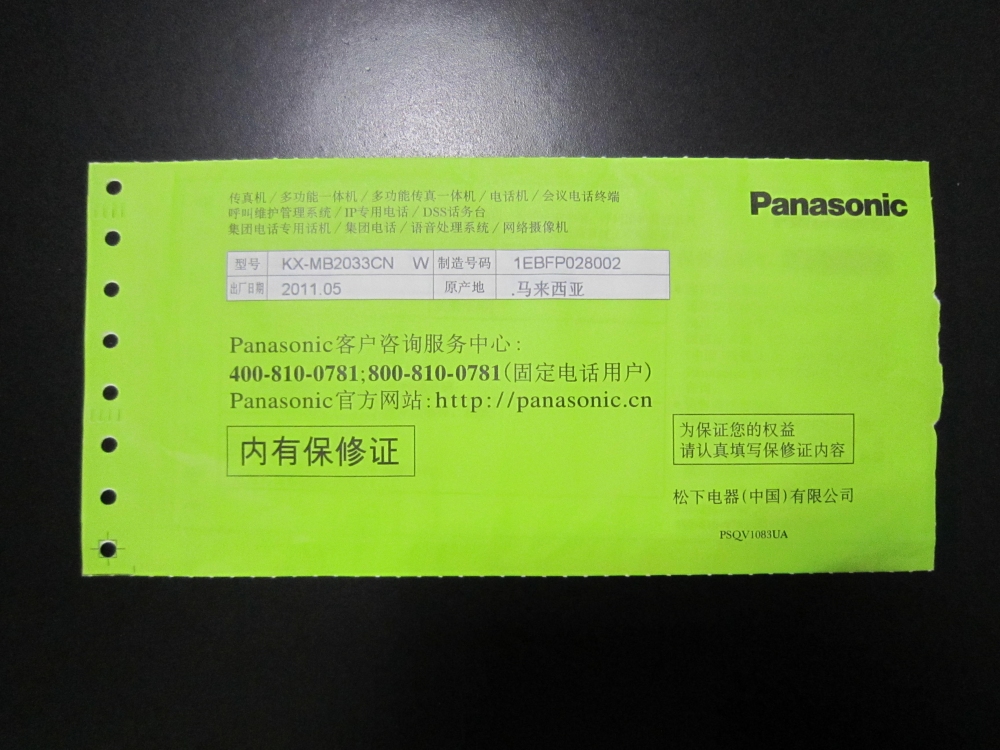 传真机/多功能一体机/多功能传真一体机/电话机/会议电话终端
呼叫维护管理系统/IP专用电话/DSS话务台
集团电话专用话机/集团电话/语音处理系统/网络摄像机
Panasonic
型号 KX-MB2033CN W 制造号码 1EBFP028002
出厂日期 2011.05 原产地 .马来西亚
Panasonic客户咨询服务中心:
400-810-0781;800-810-0781(固定电话用户)
Panasonic官方网站:http://panasonic.cn
内有保修证
为保证您的权益
请认真填写保修证内容
松下电器(中国)有限公司
PSQV1083UA